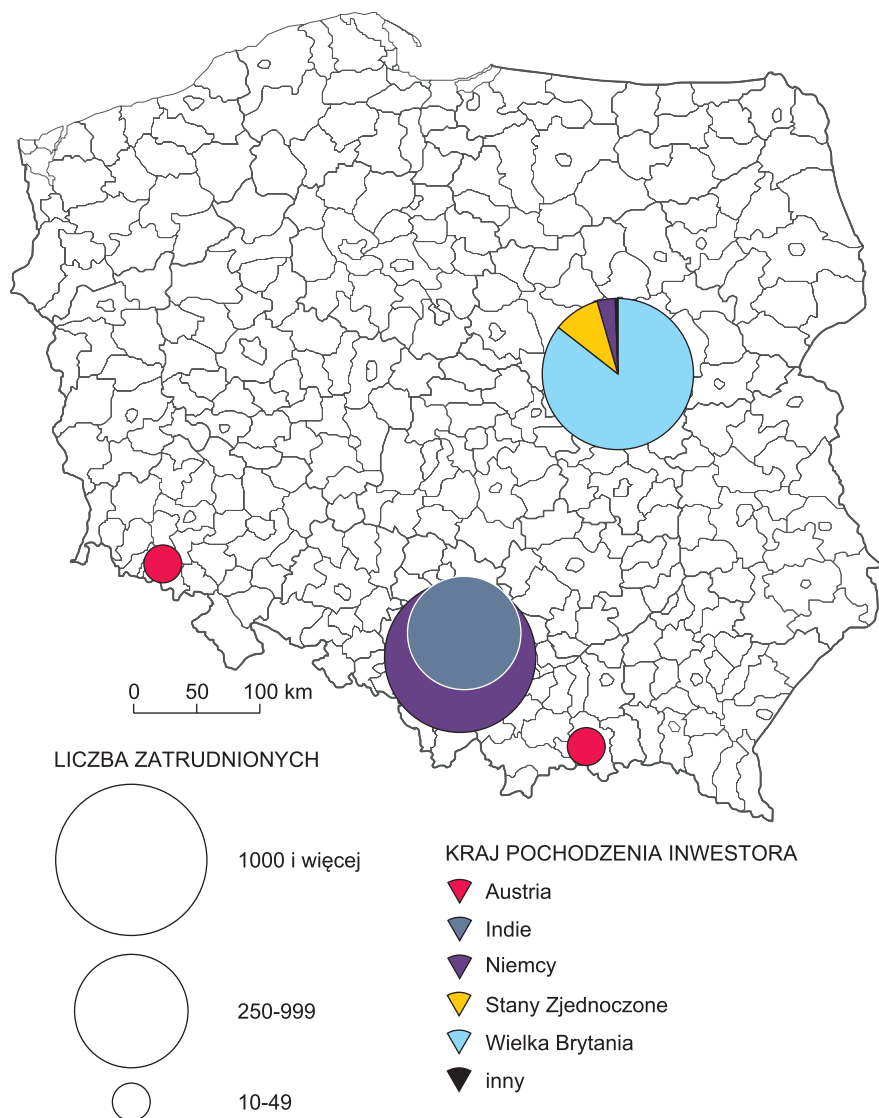 0 50 100 km
LICZBA ZATRUDNIONYCH
1000 i więcej
250-999
10-49
KRAJ POCHODZENIA INWESTORA
Austria
Indie
Niemcy
Stany Zjednoczone
Wielka Brytania
inny